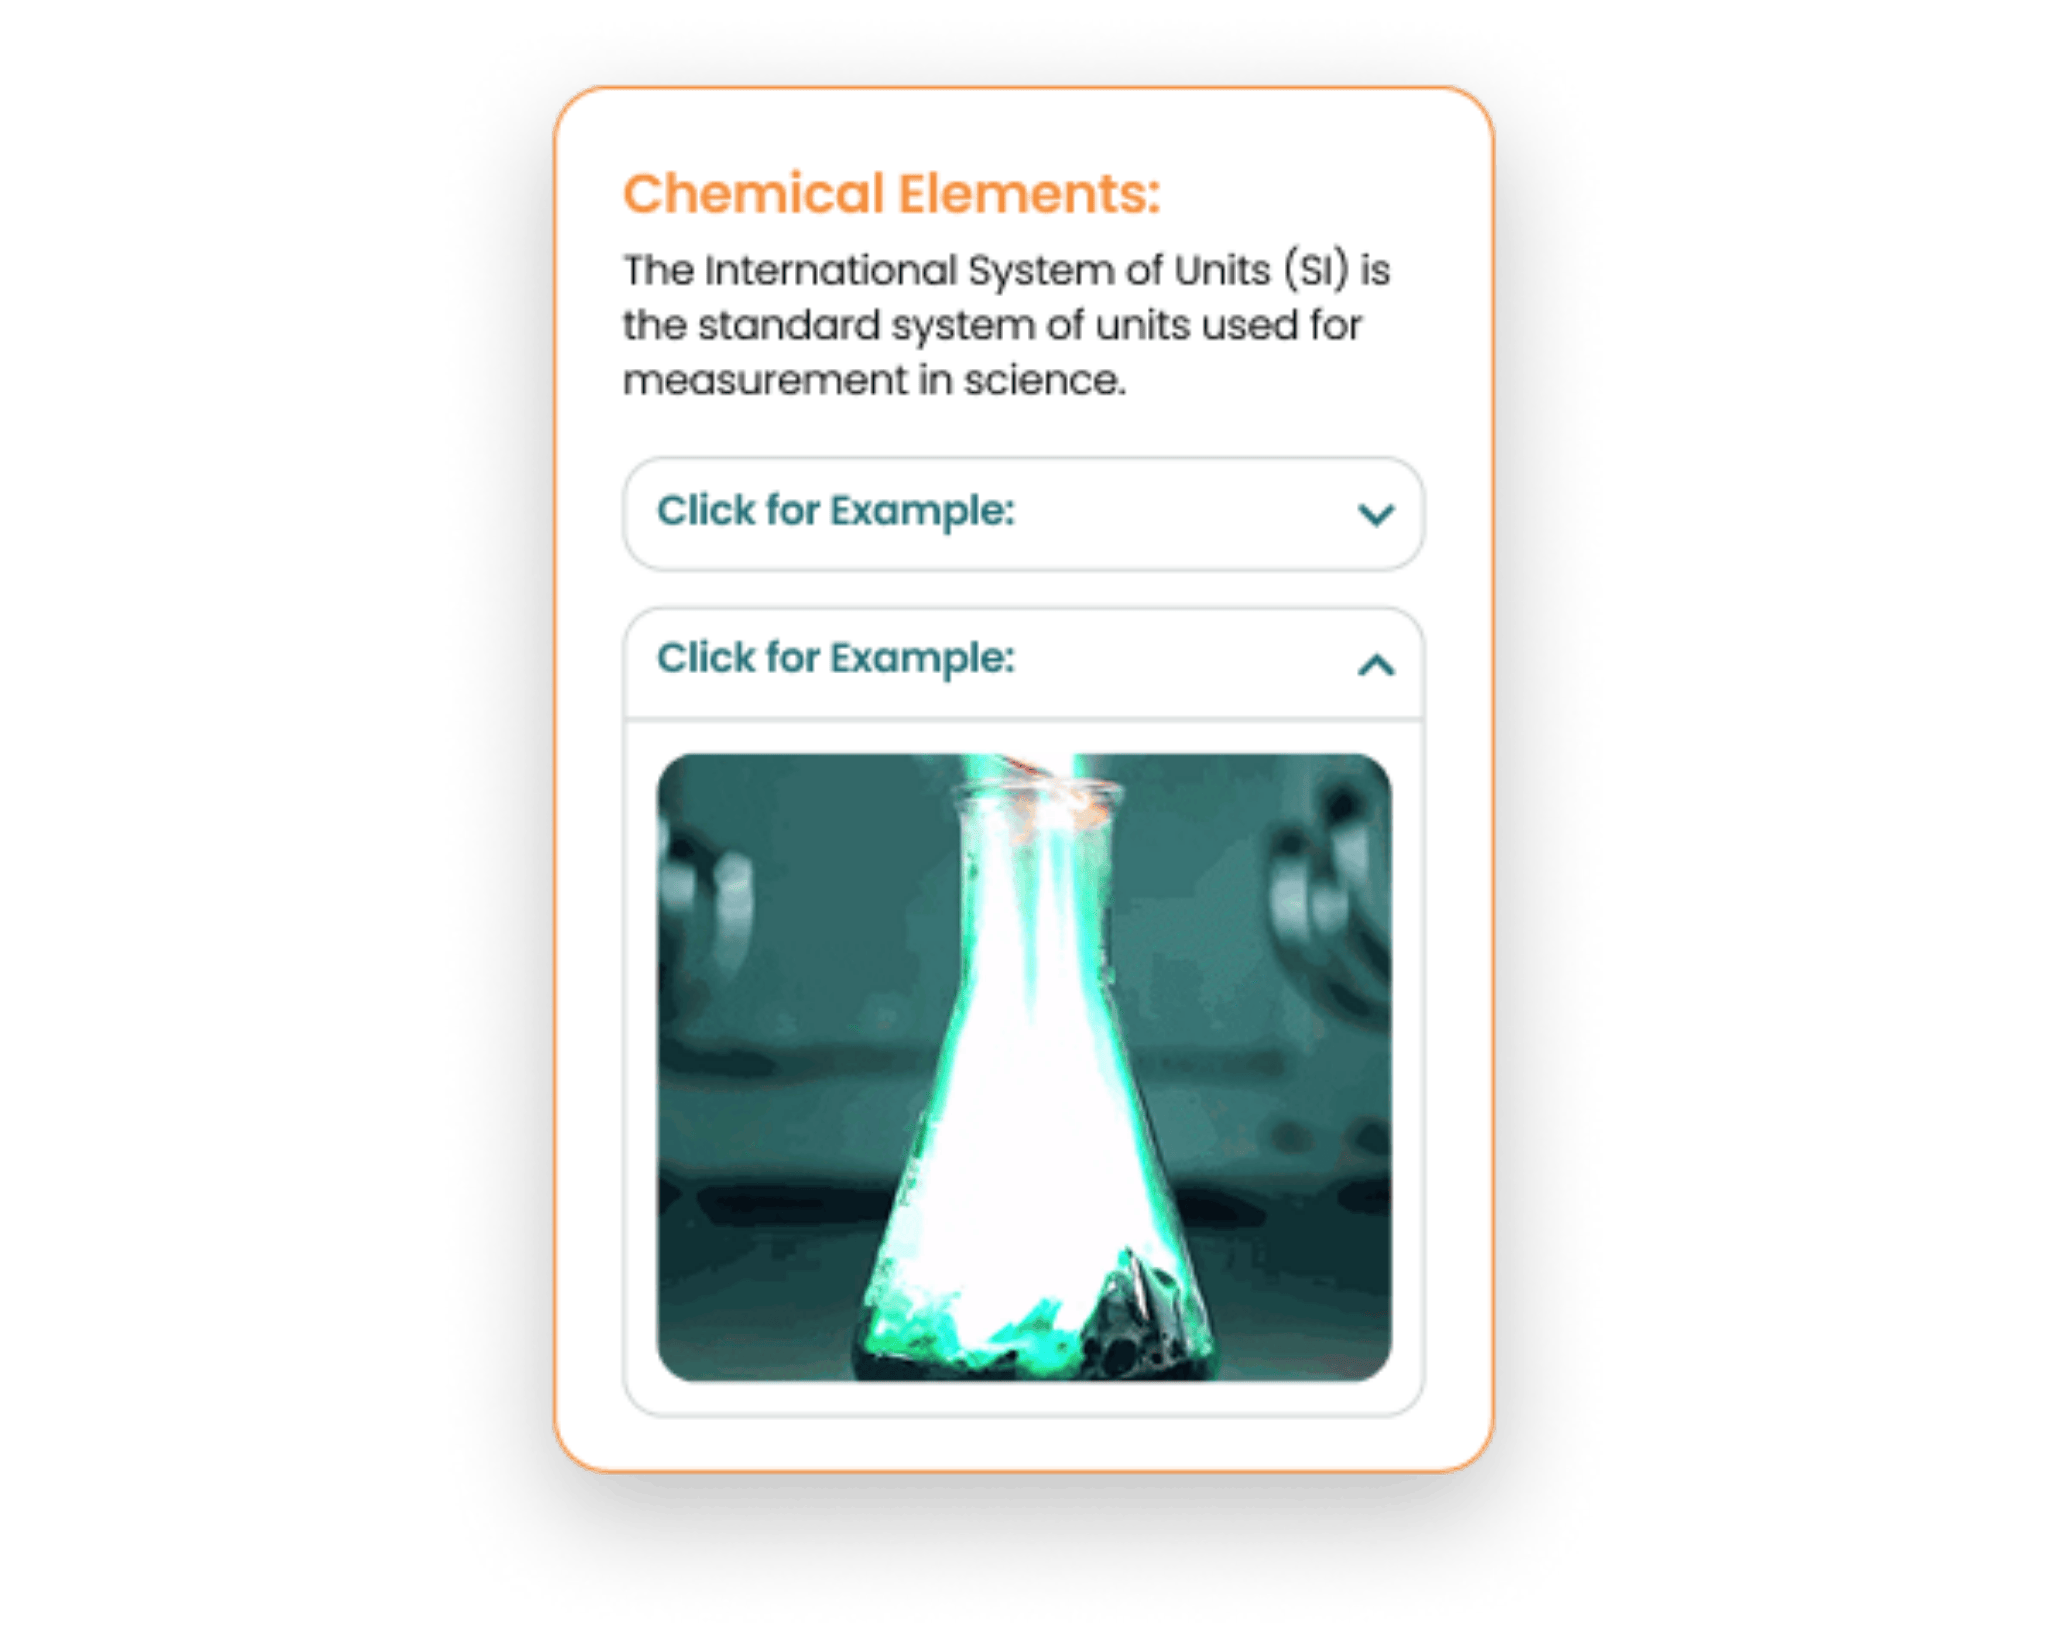 Chemical Elements:
The International System of Units (SI) is
the standard system of units used for
measurement in science.
Click for Example:
Click for Example: